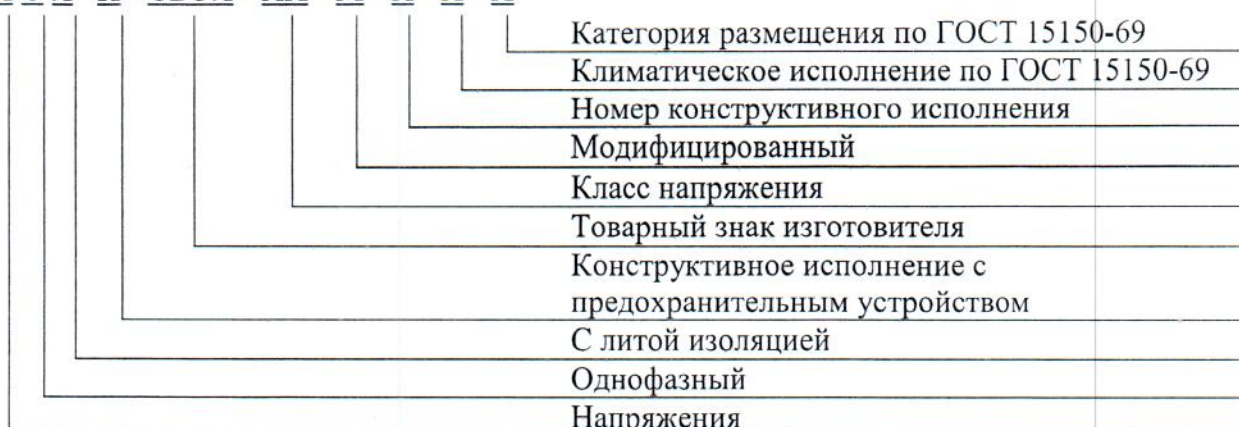 Категория размещения по ГОСТ 15150-69
Климатическое исполнение по ГОСТ 15150-69
Номер конструктивного исполнения
Модифицированный
Класс напряжения
Товарный знак изготовителя
Конструктивное исполнение с
предохранительным устройством
С литой изоляцией
Однофазный
Напряжения